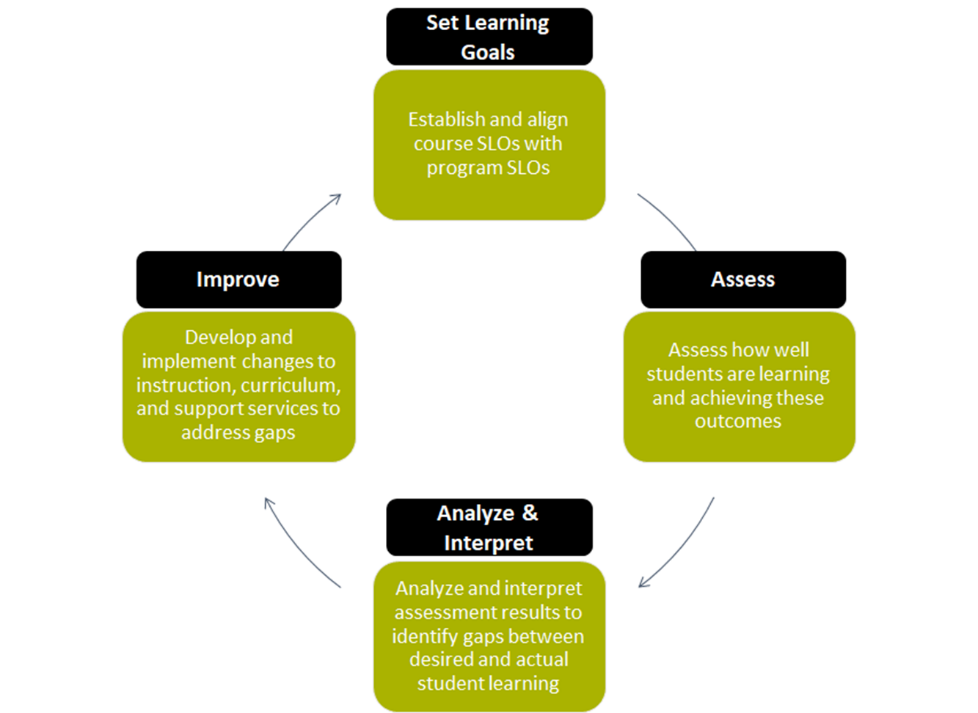 Set Learning
Goals
Establish and align
course SLOs with
program SLOs
Improve
Develop and
implement changes to
instruction, curriculum,
and support services to
address gaps
Assess
Assess how well
students are learning
and achieving these
outcomes
Analyze &
Interpret
Analyze and interpret
assessment results to
identify gaps between
desired and actual
student learning